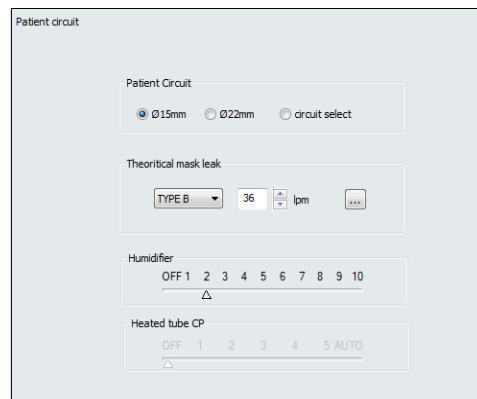 Patient circuit
Patient Circuit
Ø15mm Ø22mm circuit select
Theoritical mask leak
TYPE B 36 lpm ...
Humidifier
OFF 1 2 3 4 5 6 7 8 9 10
Heated tube CP
OFF 1 2 3 4 5 AUTO